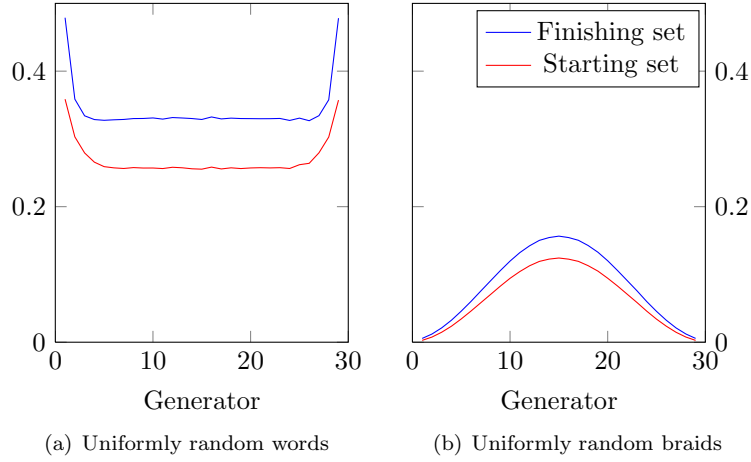 0.4
0.2
0
0
10
20
30
Generator
(a) Uniformly random words
Finishing set
Starting set
0.4
0.2
0
0
10
20
30
Generator
(b) Uniformly random braids